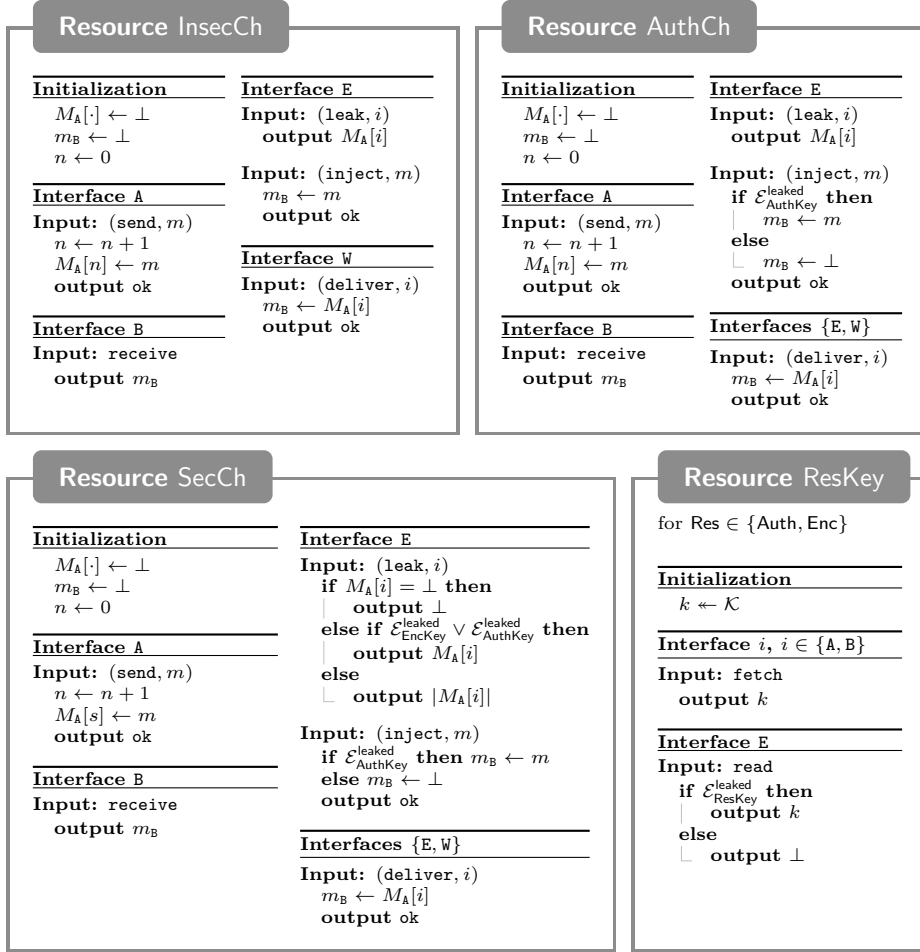 Resource InsecCh
Initialization
M_A[·] ← ⊥
m_B ← ⊥
n ← 0
Interface A
Input: (send, m)
n ← n + 1
M_A[n] ← m
output ok
Interface B
Input: receive
output m_B
Interface E
Input: (leak, i)
output M_A[i]
Input: (inject, m)
m_B ← m
output ok
Interface W
Input: (deliver, i)
m_B ← M_A[i]
output ok
Resource AuthCh
Initialization
M_A[·] ← ⊥
m_B ← ⊥
n ← 0
Interface A
Input: (send, m)
n ← n + 1
M_A[n] ← m
output ok
Interface B
Input: receive
output m_B
Interface E
Input: (leak, i)
output M_A[i]
Input: (inject, m)
if ℰ^leaked_AuthKey then
m_B ← m
else
m_B ← ⊥
output ok
Interfaces {E, W}
Input: (deliver, i)
m_B ← M_A[i]
output ok
Resource SecCh
Initialization
M_A[·] ← ⊥
m_B ← ⊥
n ← 0
Interface A
Input: (send, m)
n ← n + 1
M_A[s] ← m
output ok
Interface B
Input: receive
output m_B
Interface E
Input: (leak, i)
if M_A[i] = ⊥ then
output ⊥
else if ℰ^leaked_EncKey ∨ ℰ^leaked_AuthKey then
output M_A[i]
else
output |M_A[i]|
Input: (inject, m)
if ℰ^leaked_AuthKey then m_B ← m
else m_B ← ⊥
output ok
Interfaces {E, W}
Input: (deliver, i)
m_B ← M_A[i]
output ok
Resource ResKey
for Res ∈ {Auth, Enc}
Initialization
k ↞ 𝒦
Interface i, i ∈ {A, B}
Input: fetch
output k
Interface E
Input: read
if ℰ^leaked_ResKey then
output k
else
output ⊥